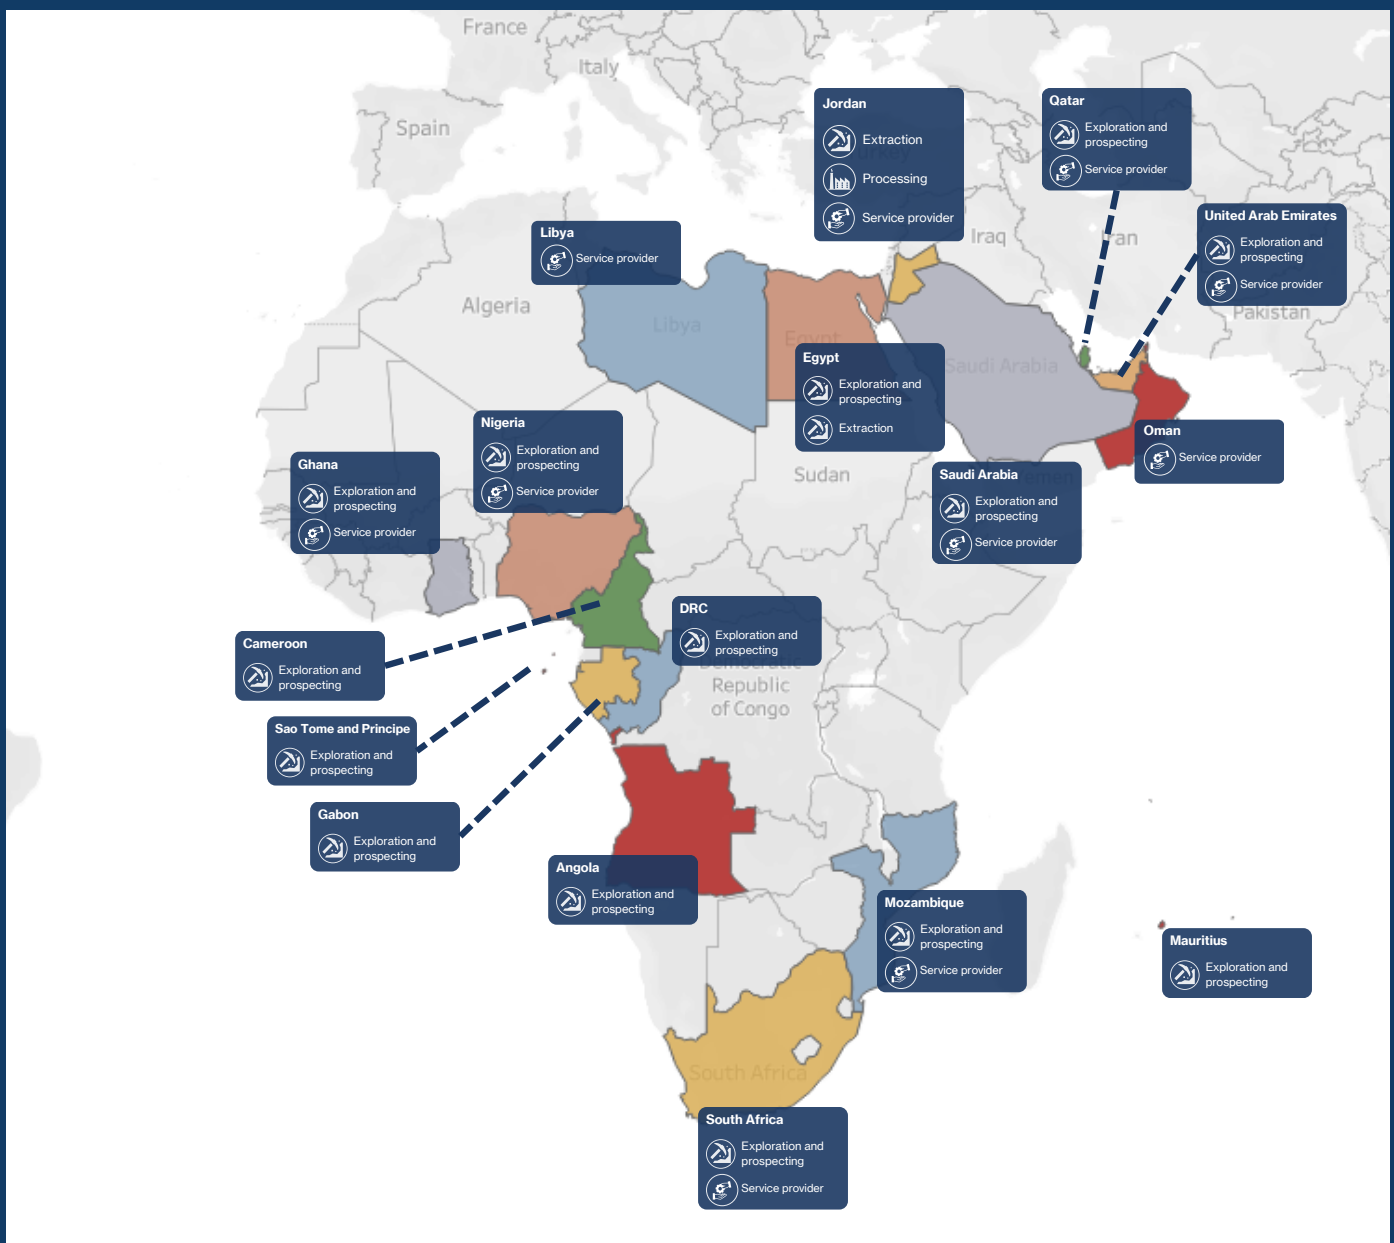 France
Italy
Spain
Jordan
Extraction
Processing
Service provider
Qatar
Exploration and
prospecting
Service provider
United Arab Emirates
Exploration and
prospecting
Service provider
Iraq
Iran
Pakistan
Libya
Service provider
Algeria
Libya
Egypt
Egypt
Exploration and
prospecting
Extraction
Saudi Arabia
Oman
Service provider
Nigeria
Exploration and
prospecting
Service provider
Ghana
Exploration and
prospecting
Service provider
Sudan
Saudi Arabia
Exploration and
prospecting
Service provider
Yemen
DRC
Exploration and
prospecting
Democratic
Republic
of Congo
Cameroon
Exploration and
prospecting
Sao Tome and Principe
Exploration and
prospecting
Gabon
Exploration and
prospecting
Angola
Exploration and
prospecting
Mozambique
Exploration and
prospecting
Service provider
Mauritius
Exploration and
prospecting
South Africa
South Africa
Exploration and
prospecting
Service provider